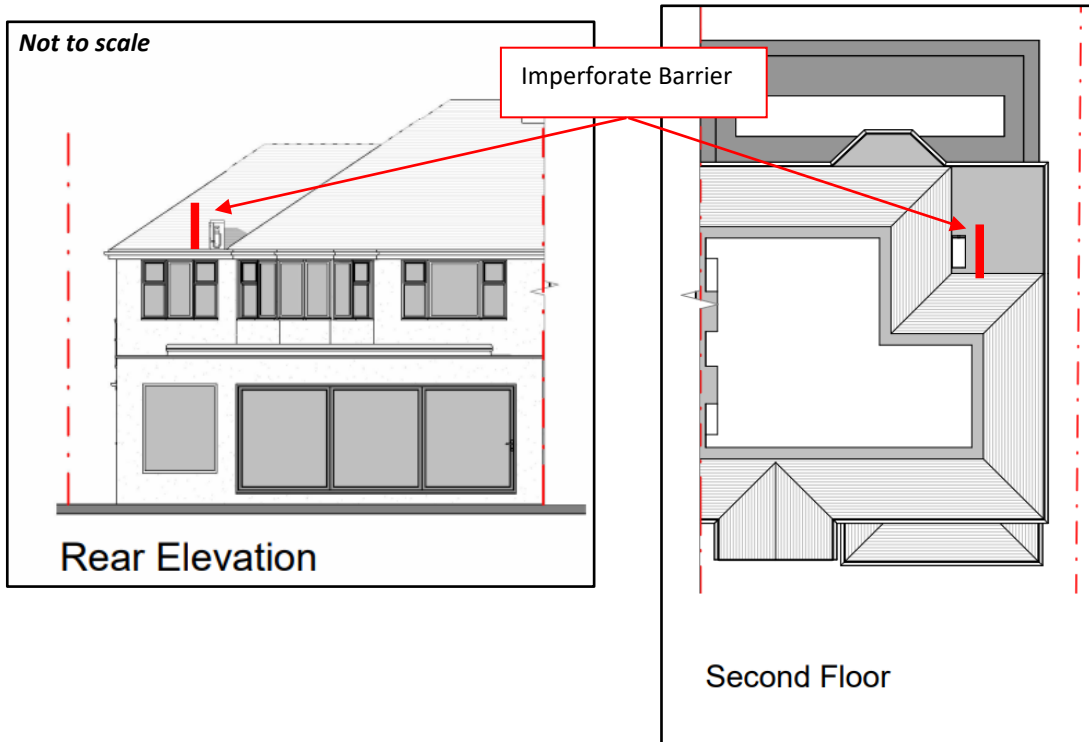 Not to scale
Imperforate Barrier
Rear Elevation
Second Floor